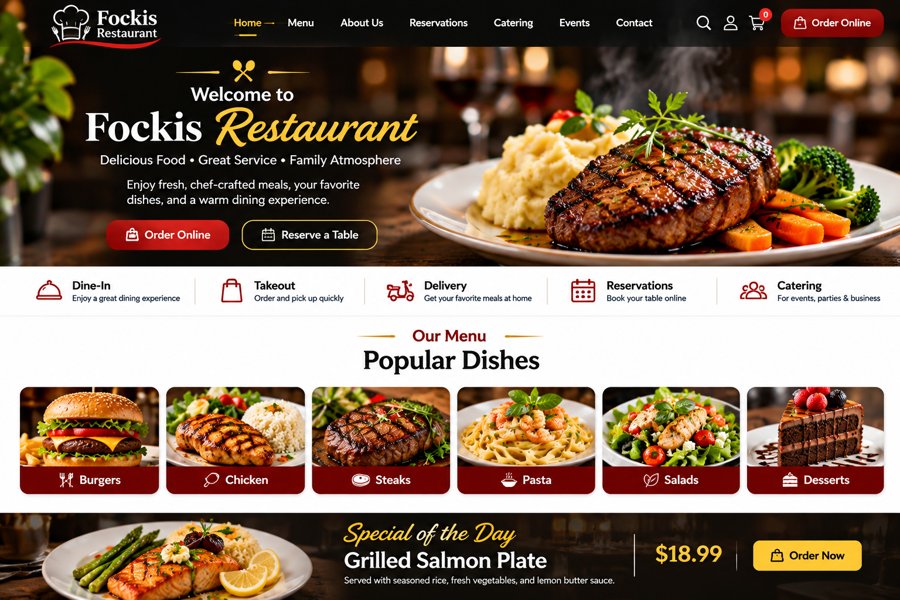 Fockis
Restaurant
Home
Menu
About Us
Reservations
Catering
Events
Contact
0
Order Online
Welcome to
Fockis Restaurant
Delicious Food • Great Service • Family Atmosphere
Enjoy fresh, chef-crafted meals, your favorite
dishes, and a warm dining experience.
Order Online
Reserve a Table
Dine-In
Enjoy a great dining experience
Takeout
Order and pick up quickly
Delivery
Get your favorite meals at home
Reservations
Book your table online
Catering
For events, parties & business
Our Menu
Popular Dishes
Burgers
Chicken
Steaks
Pasta
Salads
Desserts
Special of the Day
Grilled Salmon Plate
Served with seasoned rice, fresh vegetables, and lemon butter sauce.
$18.99
Order Now